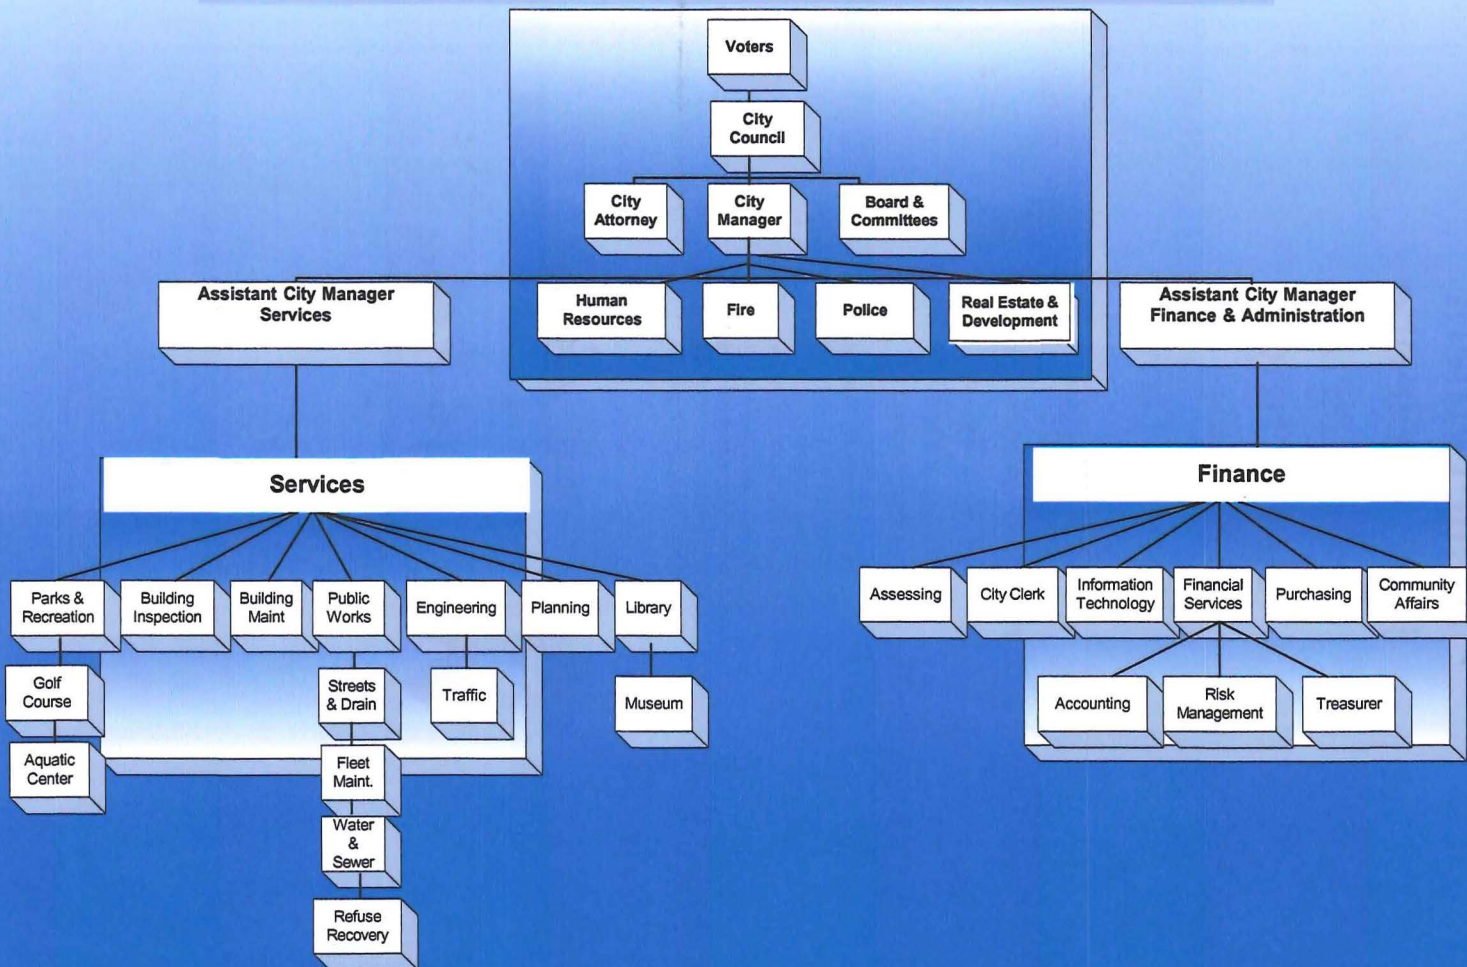 Voters
City
Council
City
Attorney
City
Manager
Board &
Committees
Assistant City Manager
Services
Human
Resources
Fire
Police
Real Estate &
Development
Assistant City Manager
Finance & Administration
Services
Finance
Parks &
Recreation
Building
Inspection
Building
Maint
Public
Works
Engineering
Planning
Library
Assessing
City Clerk
Information
Technology
Financial
Services
Purchasing
Community
Affairs
Golf
Course
Streets
& Drain
Traffic
Museum
Accounting
Risk
Management
Treasurer
Aquatic
Center
Fleet
Maint.
Water
&
Sewer
Refuse
Recovery